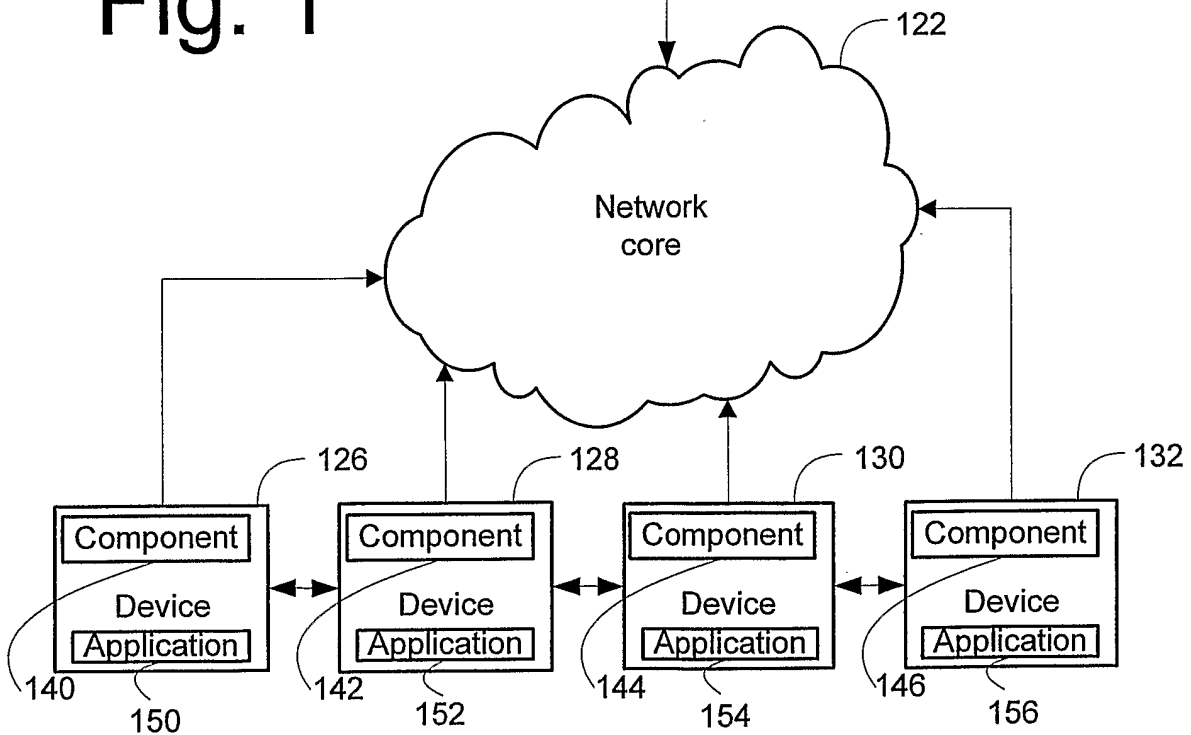 Fig. 1
122
Network
core
126
128
130
132
Component
Component
Component
Component
Device
Device
Device
Device
Application
Application
Application
Application
140
142
144
146
150
152
154
156